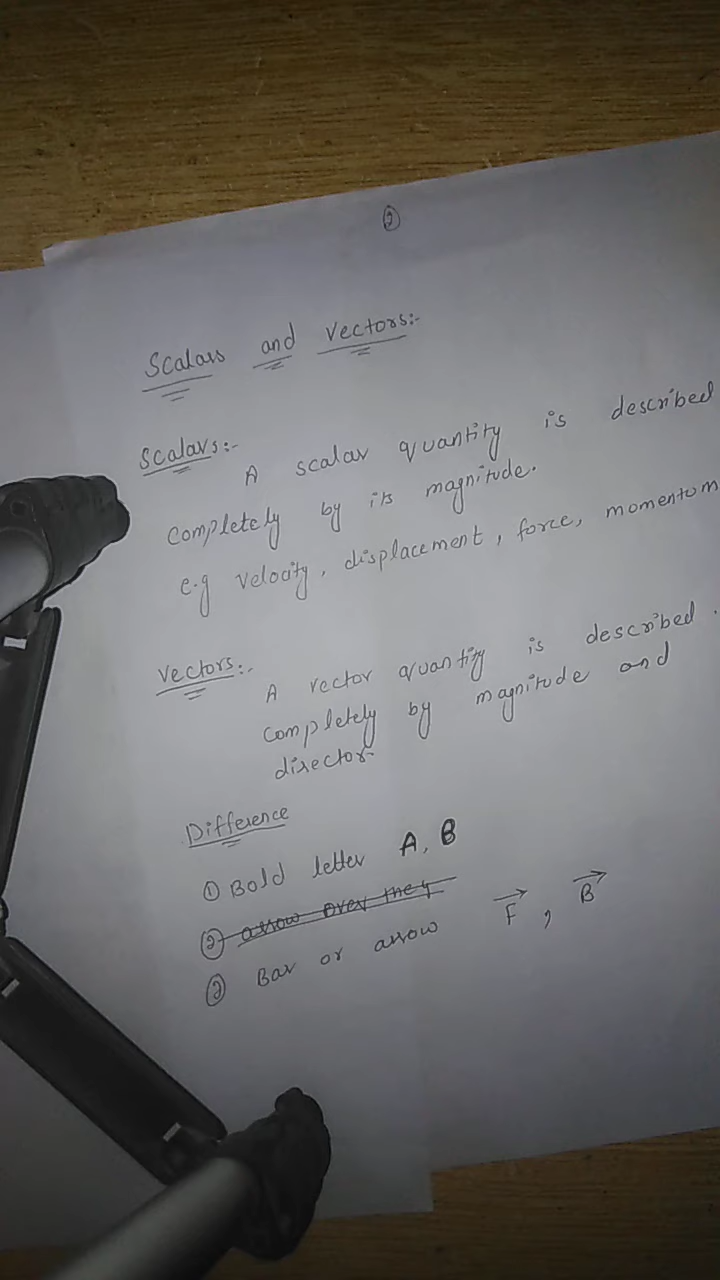 2
Scalars and Vectors:-
Scalars:-
A scalar quantity is described
completely by its magnitude.
e.g velocity, displacement, force, momentum
Vectors:-
A vector quantity is described
completely by magnitude and
director
Difference
① Bold letter A, B
② arrow over the
② Bar or arrow F, B